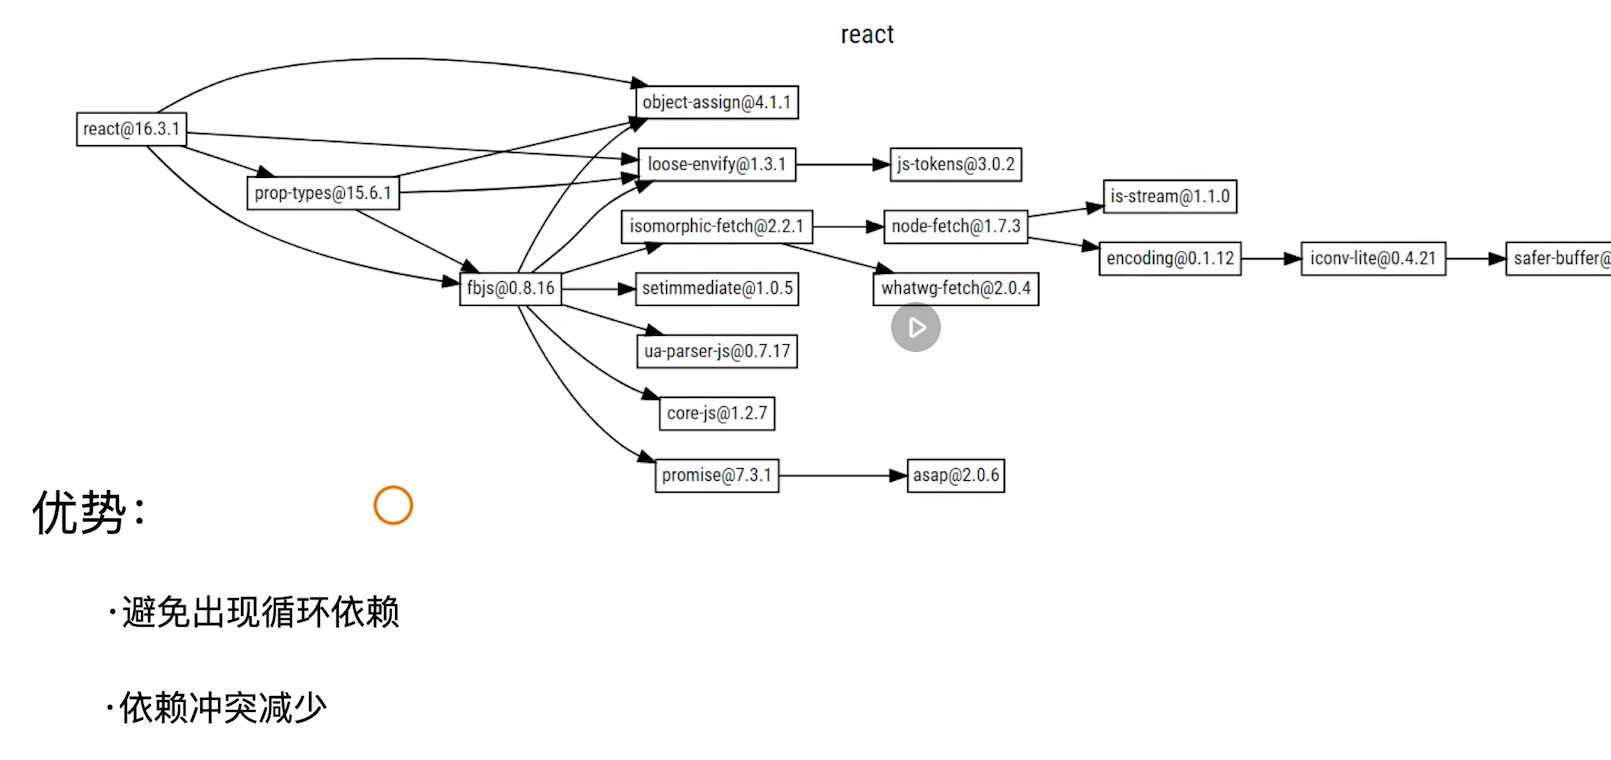 react
object-assign@4.1.1
react@16.3.1
loose-envify@1.3.1
js-tokens@3.0.2
prop-types@15.6.1
is-stream@1.1.0
isomorphic-fetch@2.2.1
node-fetch@1.7.3
encoding@0.1.12
iconv-lite@0.4.21
safer-buffer@
fbjs@0.8.16
setimmediate@1.0.5
whatwg-fetch@2.0.4
ua-parser-js@0.7.17
core-js@1.2.7
promise@7.3.1
asap@2.0.6
优势：
·避免出现循环依赖
·依赖冲突减少